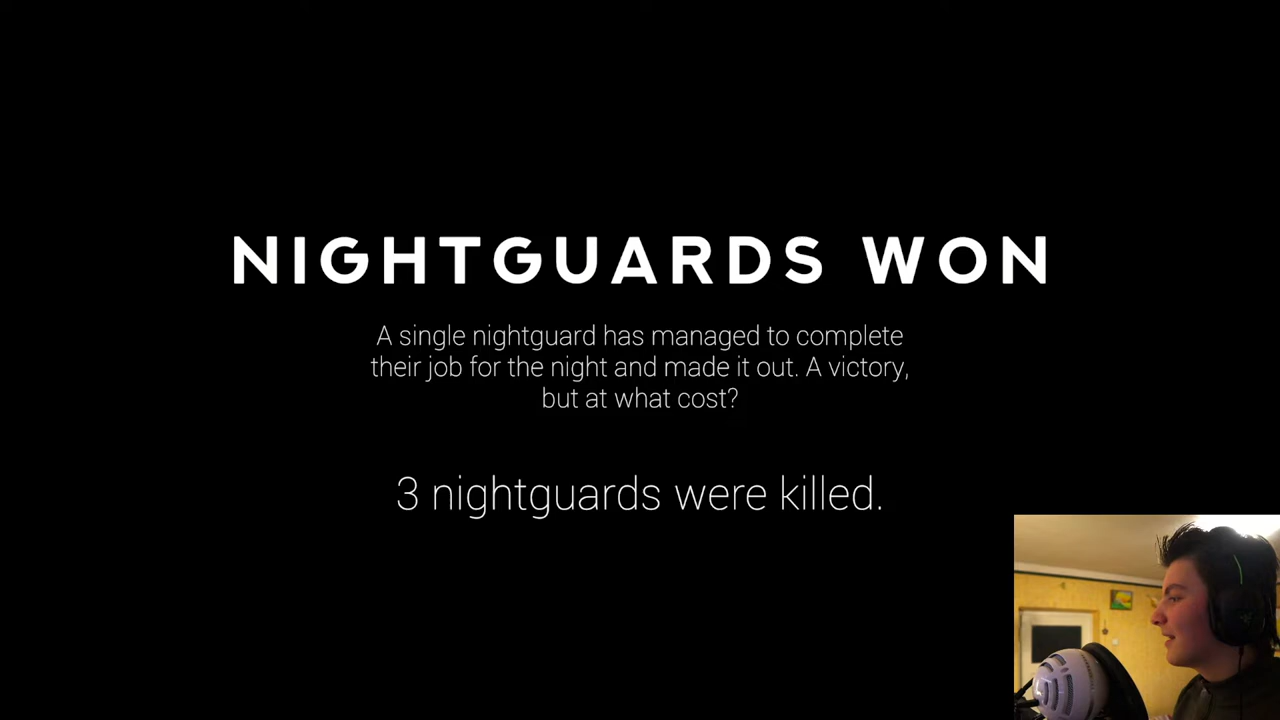 NIGHTGUARDS WON
A single nightguard has managed to complete
their job for the night and made it out. A victory,
but at what cost?
3 nightguards were killed.